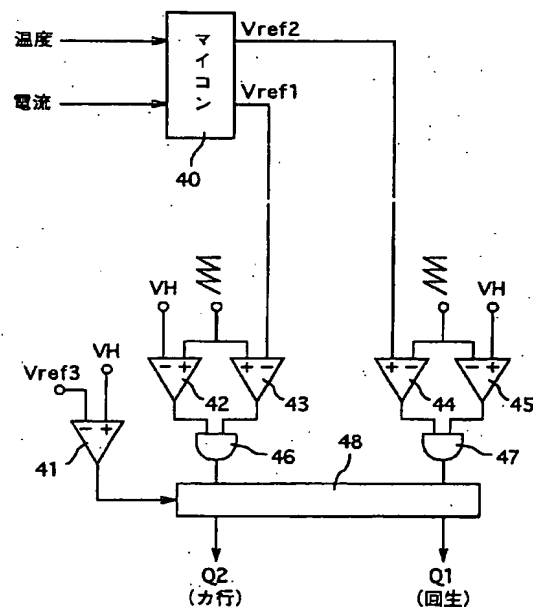 温度
電流
マイコン
Vref2
Vref1
40
VH
VH
Vref3
VH
- +
+ -
+ -
- +
- +
42
43
44
45
41
46
47
48
Q2
(カ行)
Q1
(回生)